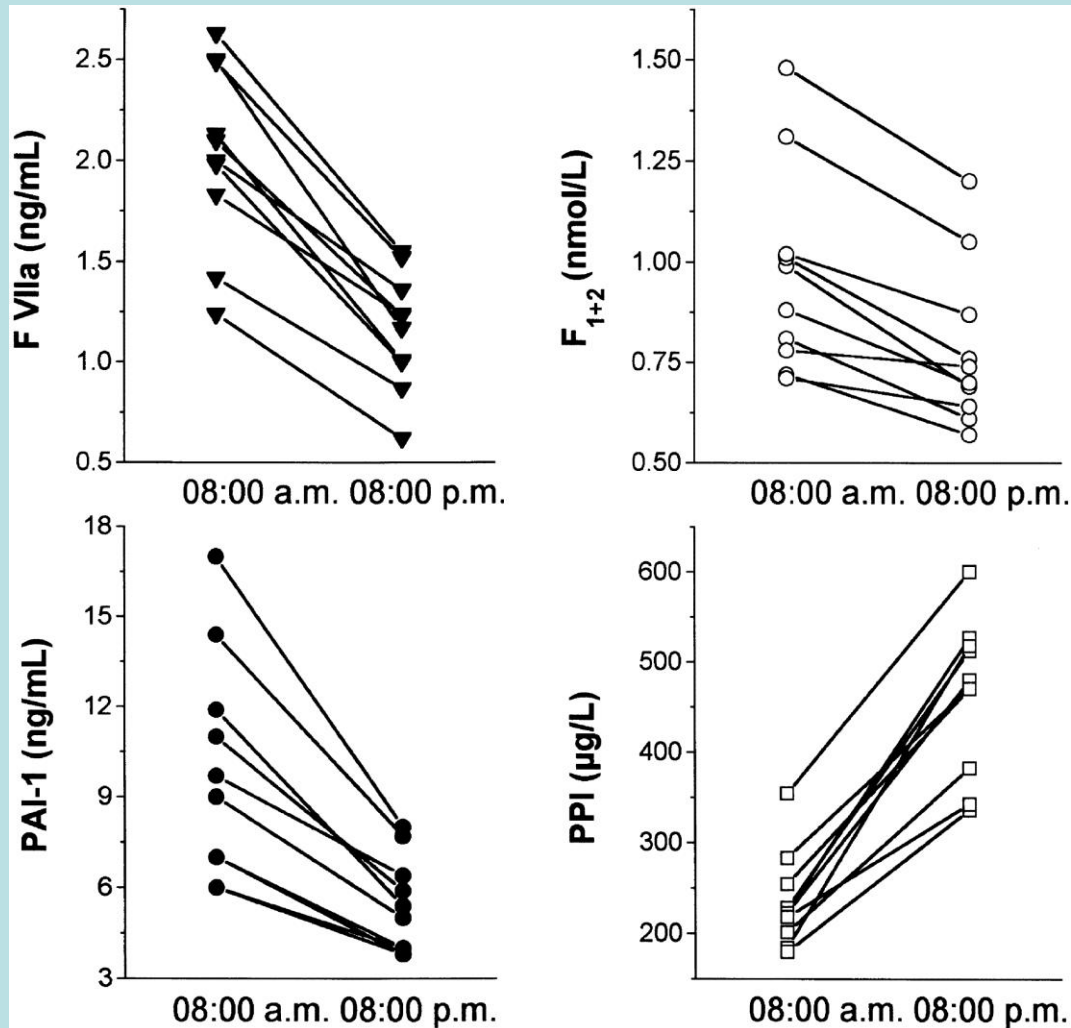 F VIIa (ng/mL)
2.5
2.0
1.5
1.0
0.5
08:00 a.m. 08:00 p.m.
F1+2 (nmol/L)
1.50
1.25
1.00
0.75
0.50
08:00 a.m. 08:00 p.m.
PAI-1 (ng/mL)
18
15
12
9
6
3
08:00 a.m. 08:00 p.m.
PPI (µg/L)
600
500
400
300
200
08:00 a.m. 08:00 p.m.